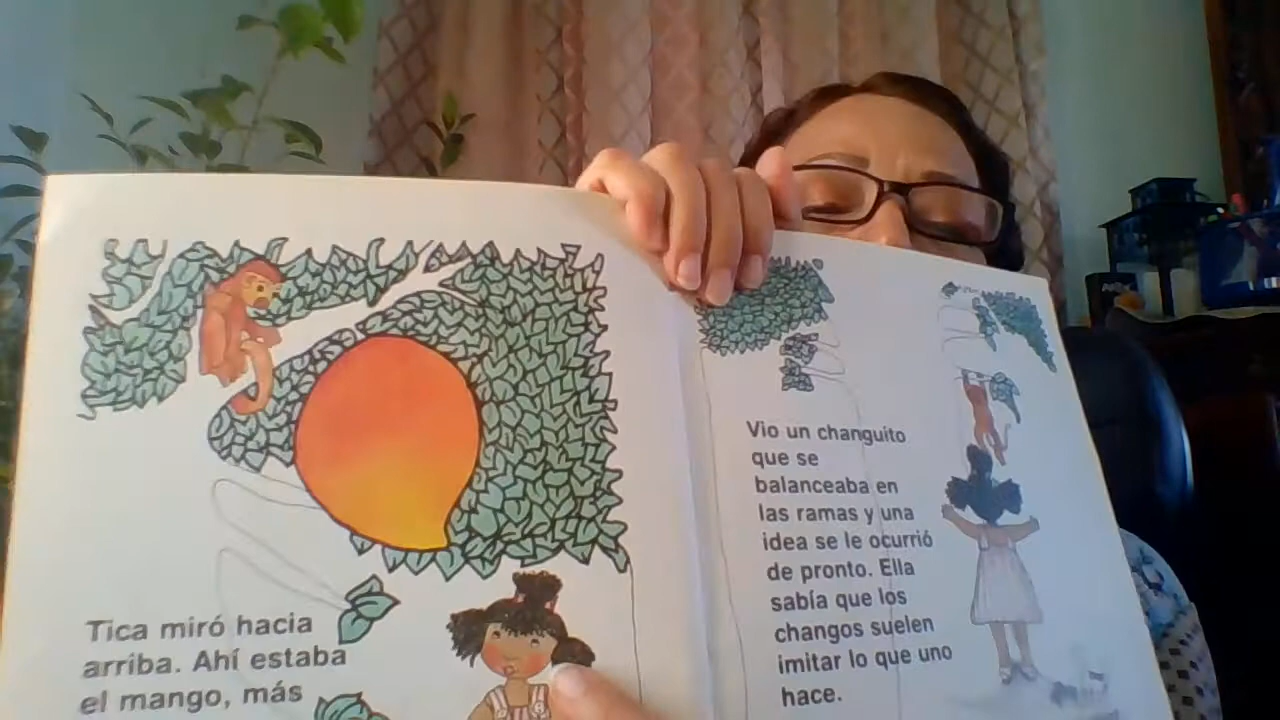 Tica miró hacia
arriba. Ahí estaba
el mango, más
Vio un changuito
que se
balanceaba en
las ramas y una
idea se le ocurrió
de pronto. Ella
sabía que los
changos suelen
imitar lo que uno
hace.